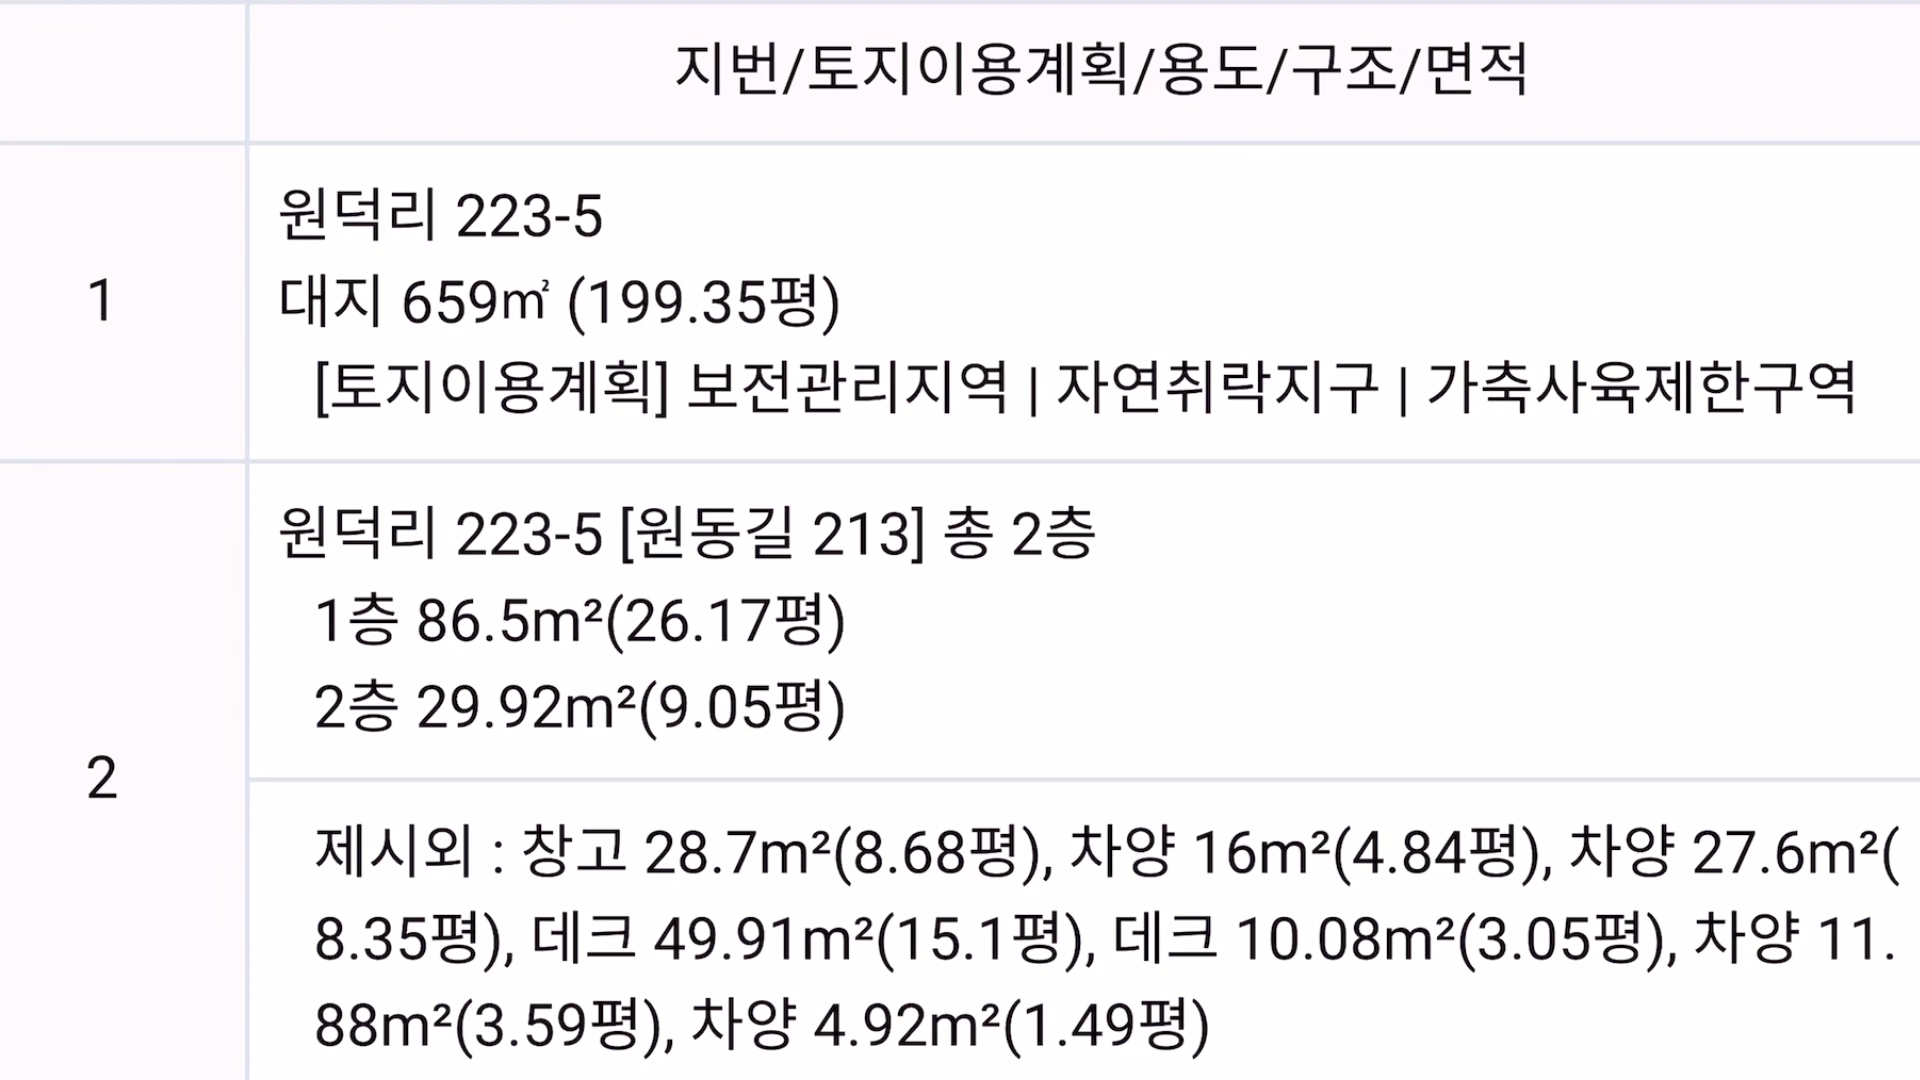 지번/토지이용계획/용도/구조/면적
1
원덕리 223-5
대지 659㎡ (199.35평)
[토지이용계획] 보전관리지역 | 자연취락지구 | 가축사육제한구역
2
원덕리 223-5 [원동길 213] 총 2층
1층 86.5m²(26.17평)
2층 29.92m²(9.05평)
제시외 : 창고 28.7m²(8.68평), 차양 16m²(4.84평), 차양 27.6m²(
8.35평), 데크 49.91m²(15.1평), 데크 10.08m²(3.05평), 차양 11.
88m²(3.59평), 차양 4.92m²(1.49평)